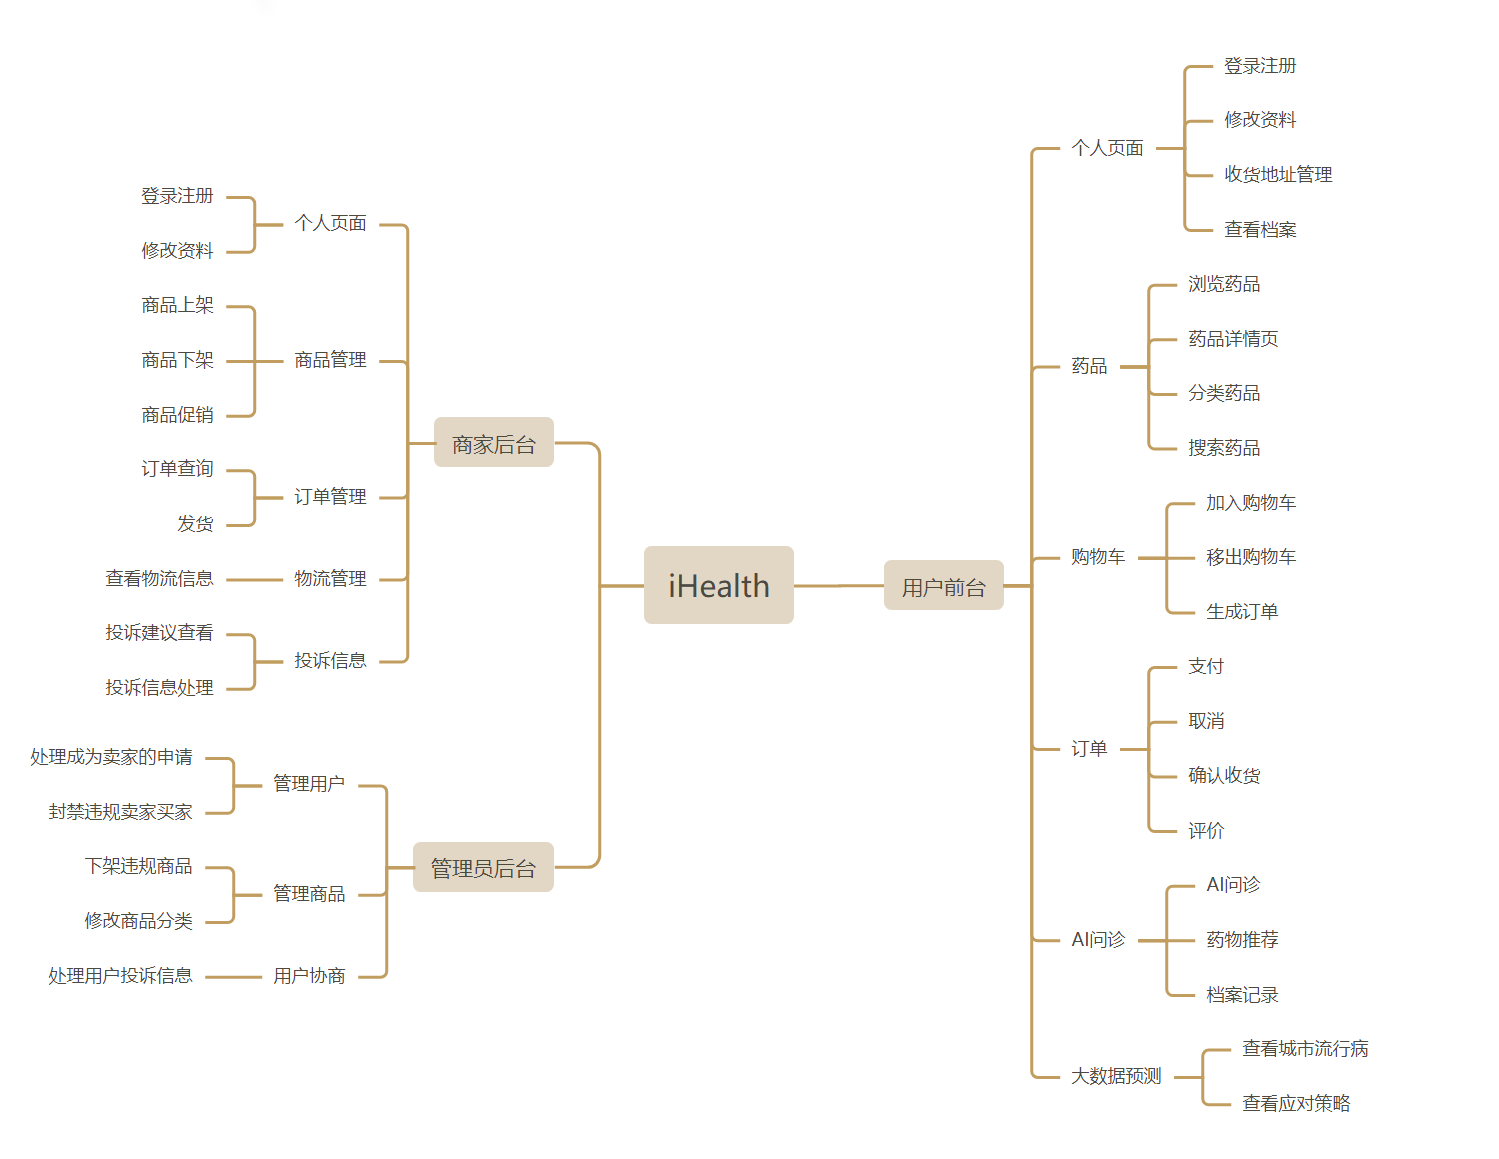 iHealth
商家后台
个人页面
登录注册
修改资料
商品管理
商品上架
商品下架
商品促销
订单管理
订单查询
发货
物流管理
查看物流信息
投诉信息
投诉建议查看
投诉信息处理
管理员后台
管理用户
处理成为卖家的申请
封禁违规卖家买家
管理商品
下架违规商品
修改商品分类
用户协商
处理用户投诉信息
用户前台
个人页面
登录注册
修改资料
收货地址管理
查看档案
药品
浏览药品
药品详情页
分类药品
搜索药品
购物车
加入购物车
移出购物车
生成订单
订单
支付
取消
确认收货
评价
AI问诊
AI问诊
药物推荐
档案记录
大数据预测
查看城市流行病
查看应对策略